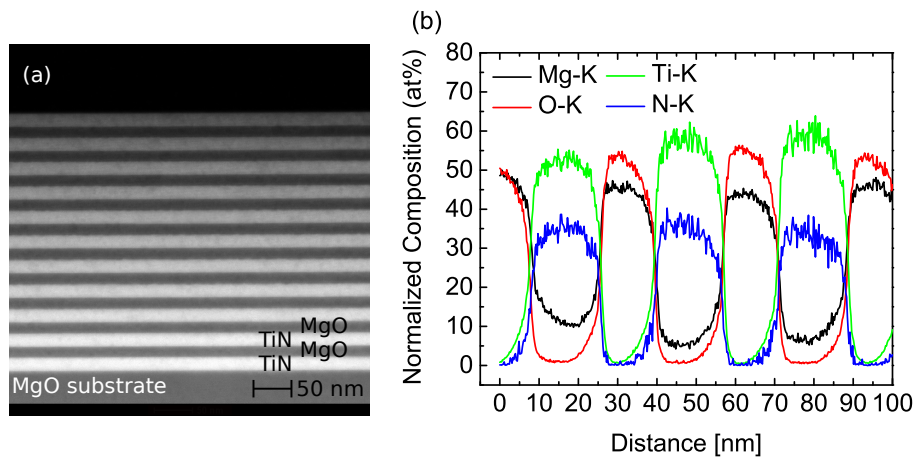 (a)
MgO
TiN MgO
TiN
MgO substrate
50 nm
(b)
Normalized Composition (at%)
80
70
60
50
40
30
20
10
0
Mg-K Ti-K
O-K N-K
0 10 20 30 40 50 60 70 80 90 100
Distance [nm]